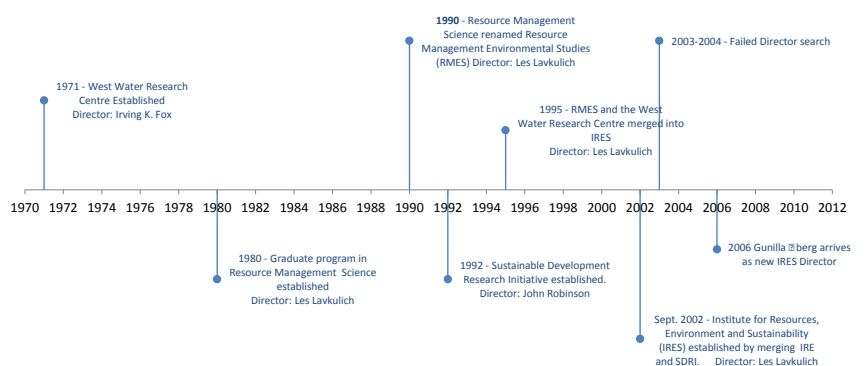 1990 - Resource Management
Science renamed Resource
Management Environmental Studies
(RMES) Director: Les Lavkulich
2003-2004 - Failed Director search
1971 - West Water Research
Centre Established
Director: Irving K. Fox
1995 - RMES and the West
Water Research Centre merged into
IRES
Director: Les Lavkulich
1970 1972 1974 1976 1978 1980 1982 1984 1986 1988 1990 1992 1994 1996 1998 2000 2002 2004 2006 2008 2010 2012
1980 - Graduate program in
Resource Management Science
established
Director: Les Lavkulich
1992 - Sustainable Development
Research Initiative established.
Director: John Robinson
2006 Gunilla berg arrives
as new IRES Director
Sept. 2002 - Institute for Resources,
Environment and Sustainability
(IRES) established by merging IRE
and SDRI. Director: Les Lavkulich